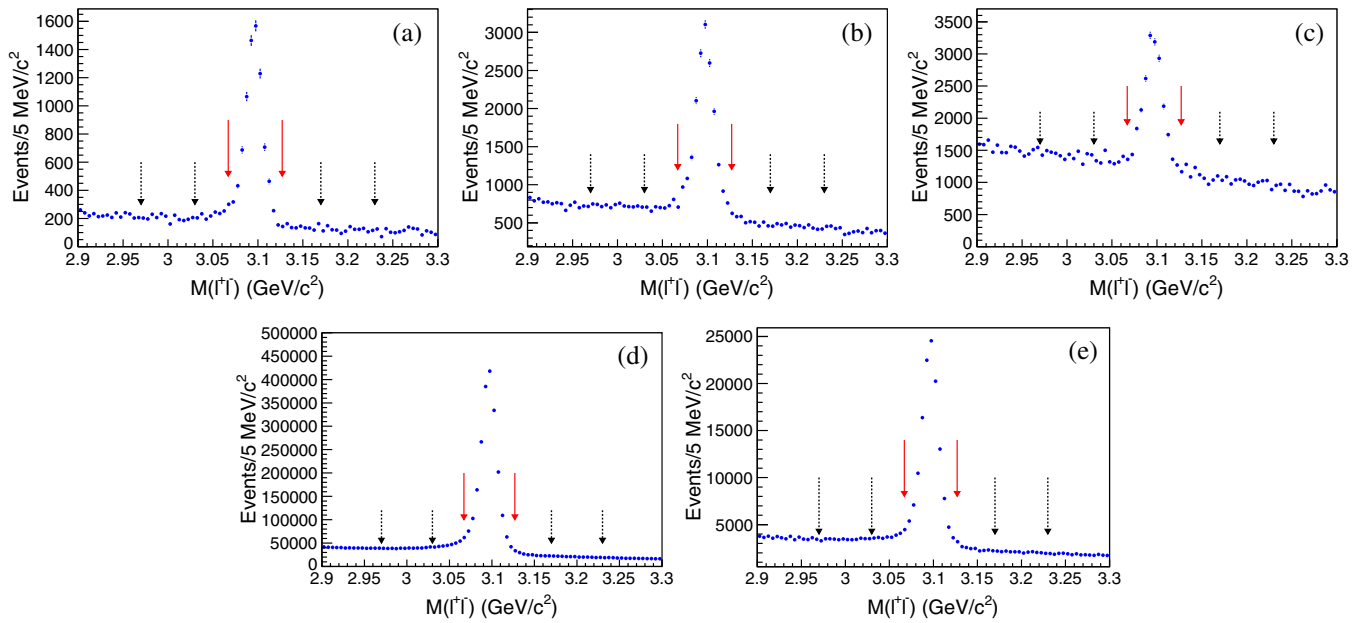 (a)
Events/5 MeV/c²
1600
1400
1200
1000
800
600
400
200
0
2.9 2.95 3 3.05 3.1 3.15 3.2 3.25 3.3
M(l⁺l⁻) (GeV/c²)
(b)
Events/5 MeV/c²
3000
2500
2000
1500
1000
500
2.9 2.95 3 3.05 3.1 3.15 3.2 3.25 3.3
M(l⁺l⁻) (GeV/c²)
(c)
Events/5 MeV/c²
3500
3000
2500
2000
1500
1000
500
0
2.9 2.95 3 3.05 3.1 3.15 3.2 3.25 3.3
M(l⁺l⁻) (GeV/c²)
(d)
Events/5 MeV/c²
500000
450000
400000
350000
300000
250000
200000
150000
100000
50000
0
2.9 2.95 3 3.05 3.1 3.15 3.2 3.25 3.3
M(l⁺l⁻) (GeV/c²)
(e)
Events/5 MeV/c²
25000
20000
15000
10000
5000
2.9 2.95 3 3.05 3.1 3.15 3.2 3.25 3.3
M(l⁺l⁻) (GeV/c²)